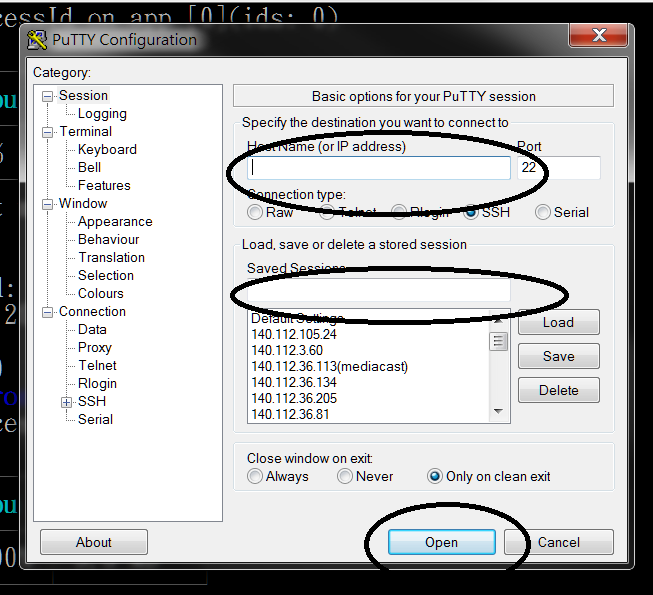 cessId on app [0](ids: 0)
PuTTY Configuration
Category:
Session
Logging
Terminal
Keyboard
Bell
Features
Window
Appearance
Behaviour
Translation
Selection
Colours
Connection
Data
Proxy
Telnet
Rlogin
SSH
Serial
Basic options for your PuTTY session
Specify the destination you want to connect to
Host Name (or IP address)
Port
22
Connection type:
Raw Telnet Rlogin SSH Serial
Load, save or delete a stored session
Saved Sessions
Default Settings
140.112.105.24
140.112.3.60
140.112.36.113(mediacast)
140.112.36.134
140.112.36.205
140.112.36.81
Load
Save
Delete
Close window on exit:
Always Never Only on clean exit
About Open Cancel